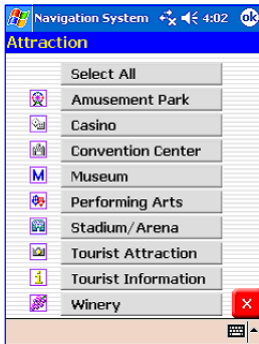 Navigation System 4:02 ok
Attraction
Select All
Amusement Park
Casino
Convention Center
M Museum
Performing Arts
Stadium/Arena
Tourist Attraction
i Tourist Information
Winery